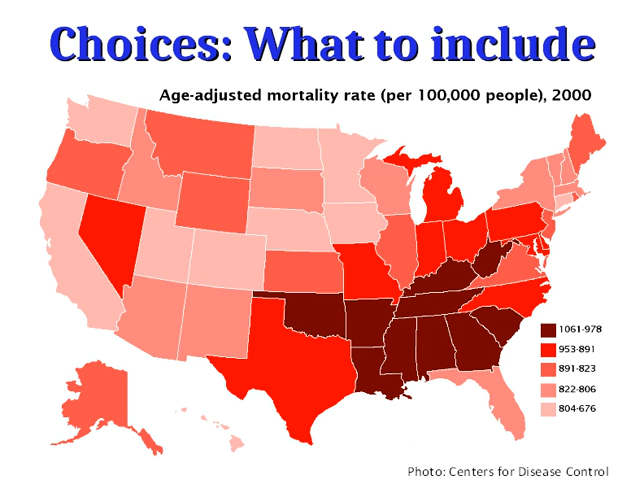 Choices: What to include
Age-adjusted mortality rate (per 100,000 people), 2000
1061-978
953-891
891-823
822-806
804-676
Photo: Centers for Disease Control